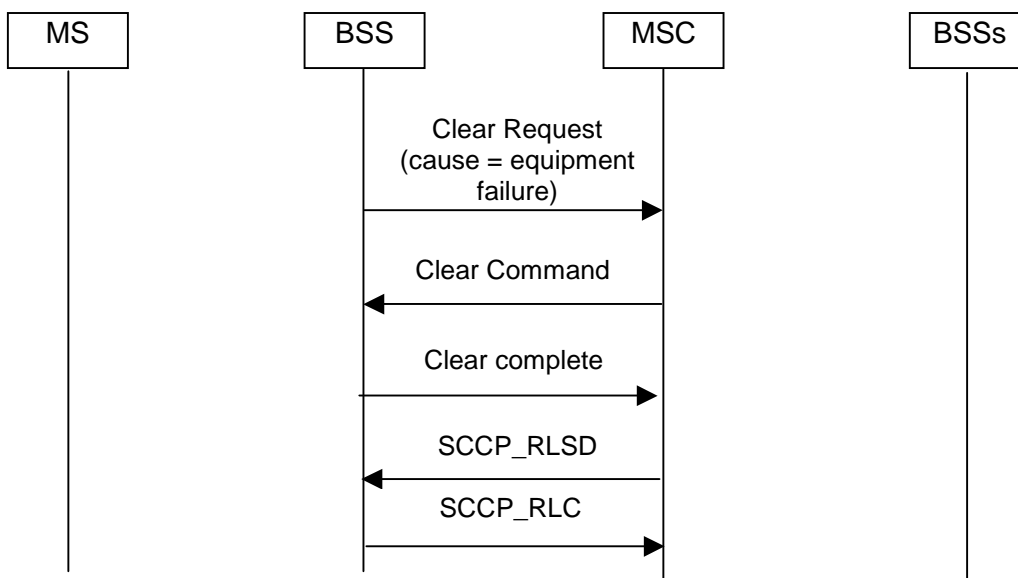 MS
BSS
MSC
BSSs
Clear Request
(cause = equipment
failure)
Clear Command
Clear complete
SCCP_RLSD
SCCP_RLC